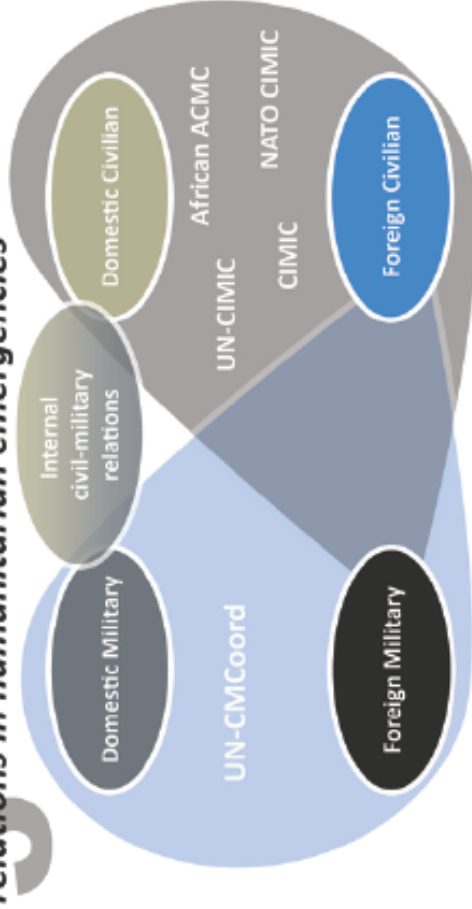 relations in humanitarian emergencies
Internal
civil-military
relations
Domestic Military
Domestic Civilian
UN-CMCoord
UN-CIMIC
African ACMC
CIMIC
NATO CIMIC
Foreign Military
Foreign Civilian